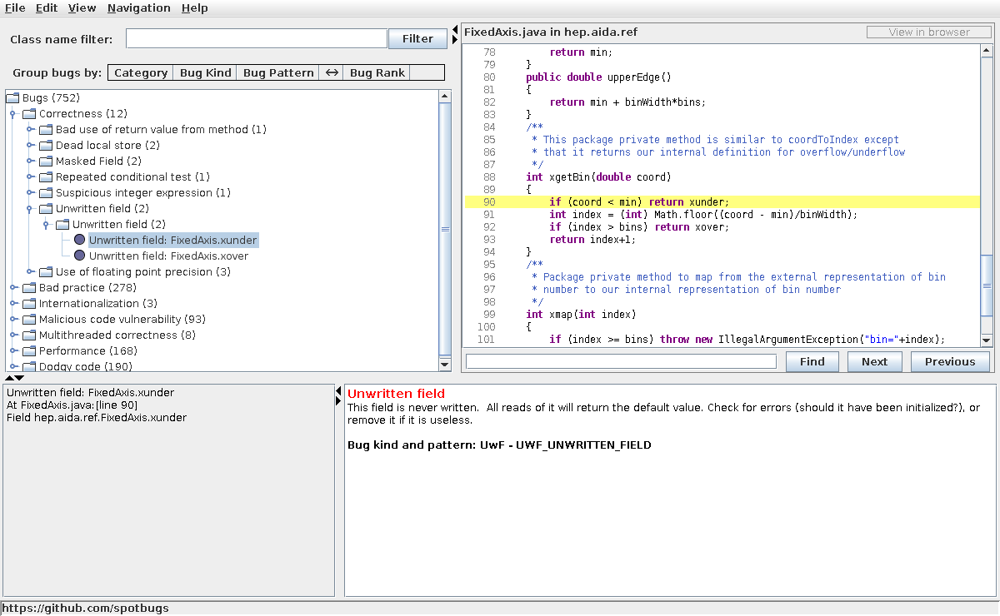 File Edit View Navigation Help
Class name filter: Filter
Group bugs by: Category Bug Kind Bug Pattern ↔ Bug Rank
Bugs (752)
Correctness (12)
Bad use of return value from method (1)
Dead local store (2)
Masked Field (2)
Repeated conditional test (1)
Suspicious integer expression (1)
Unwritten field (2)
Unwritten field (2)
Unwritten field: FixedAxis.xunder
Unwritten field: FixedAxis.xover
Use of floating point precision (3)
Bad practice (278)
Internationalization (3)
Malicious code vulnerability (93)
Multithreaded correctness (8)
Performance (168)
Dodgy code (190)
FixedAxis.java in hep.aida.ref View in browser
78 return min;
79 }
80 public double upperEdge()
81 {
82 return min + binWidth*bins;
83 }
84 /**
85 * This package private method is similar to coordToIndex except
86 * that it returns our internal definition for overflow/underflow
87 */
88 int xgetBin(double coord)
89 {
90 if (coord < min) return xunder;
91 int index = (int) Math.floor((coord - min)/binWidth);
92 if (index > bins) return xover;
93 return index+1;
94 }
95 /**
96 * Package private method to map from the external representation of bin
97 * number to our internal representation of bin number
98 */
99 int xmap(int index)
100 {
101 if (index >= bins) throw new IllegalArgumentException("bin="+index);
Find Next Previous
Unwritten field: FixedAxis.xunder
At FixedAxis.java:[line 90]
Field hep.aida.ref.FixedAxis.xunder
Unwritten field
This field is never written.  All reads of it will return the default value. Check for errors (should it have been initialized?), or
remove it if it is useless.
Bug kind and pattern: UwF - UWF_UNWRITTEN_FIELD
https://github.com/spotbugs